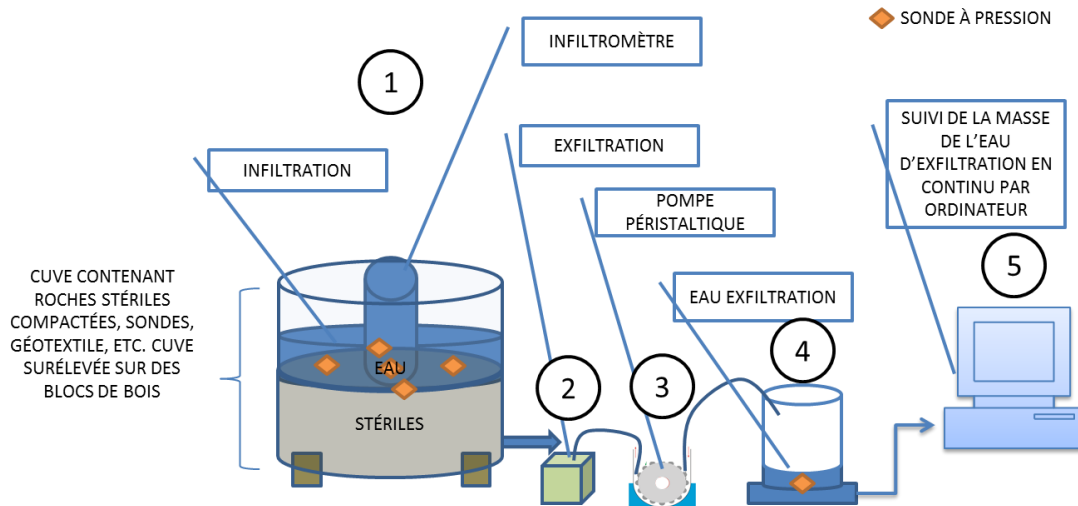 SONDE À PRESSION
INFILTROMÈTRE
1
INFILTRATION
EXFILTRATION
POMPE
PÉRISTALTIQUE
SUIVI DE LA MASSE
DE L’EAU
D’EXFILTRATION EN
CONTINU PAR
ORDINATEUR
CUVE CONTENANT
ROCHES STÉRILES
COMPACTÉES, SONDES,
GÉOTEXTILE, ETC. CUVE
SURÉLEVÉE SUR DES
BLOCS DE BOIS
EAU
STÉRILES
2
3
EAU EXFILTRATION
4
5